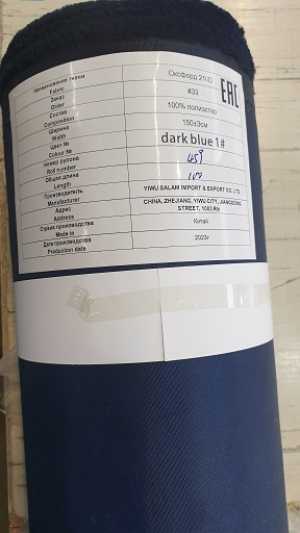 Наименование ткани
Fabric
Оксфорд 210D
Заказ
Order
#33
Состав
Composition
100% полиэстер
Ширина
Width
150±3см
Цвет №
Colour №
dark blue 1#
Номер рулона
Roll number
459
Общая длина
Length
Производитель
Manufacturer
YIWU SALAM IMPORT & EXPORT CO.,LTD
Адрес
Address
CHINA, ZHEJIANG, YIWU CITY, JIANGDONG
STREET,
Страна производства
Made in
Китай
Дата производства
Production date
2023г
EAC